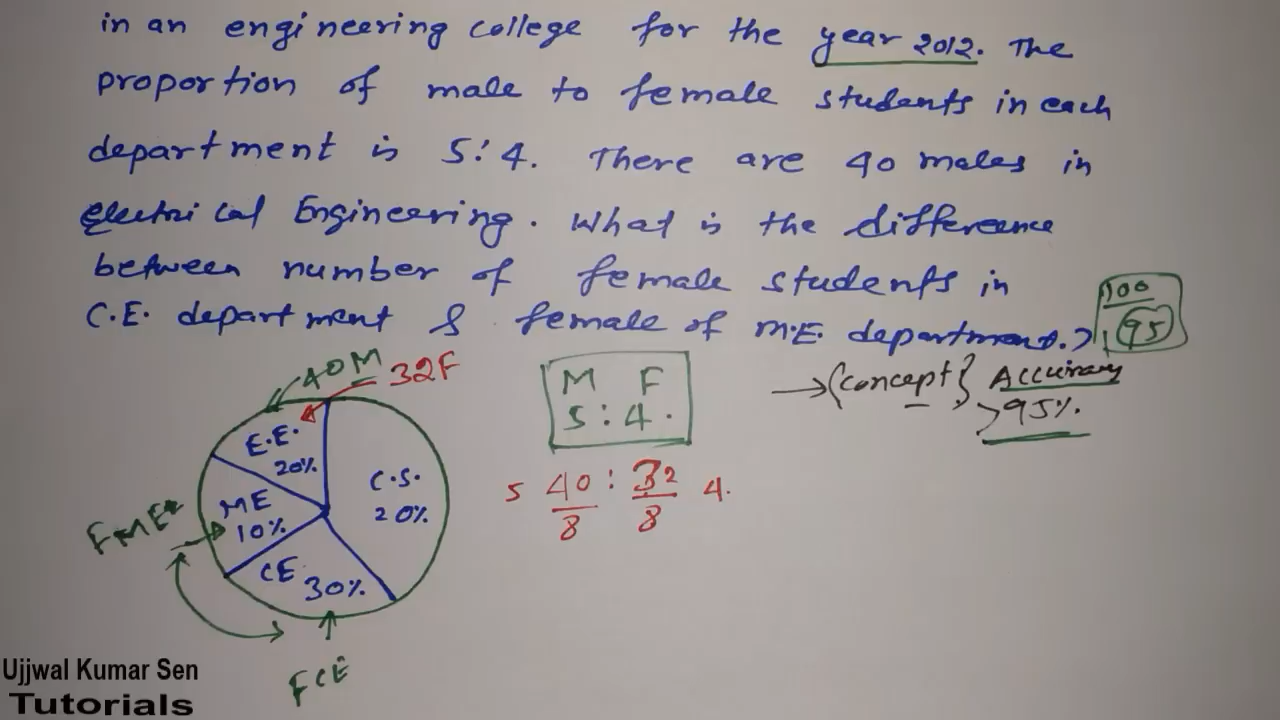 in an engineering college for the year 2012. The
proportion of male to female students in each
department is 5:4. There are 40 males in
Electrical Engineering. What is the difference
between number of female students in
C.E. department & female of M.E. department.?
100
95
40M
32F
M F
5:4.
→{concept} Accuiracy
>95%.
E.E.
20%
C.S.
20%
ME
10%
CE
30%
5 40 : 32 4.
8 8
FME
FCE
Ujjwal Kumar Sen
Tutorials